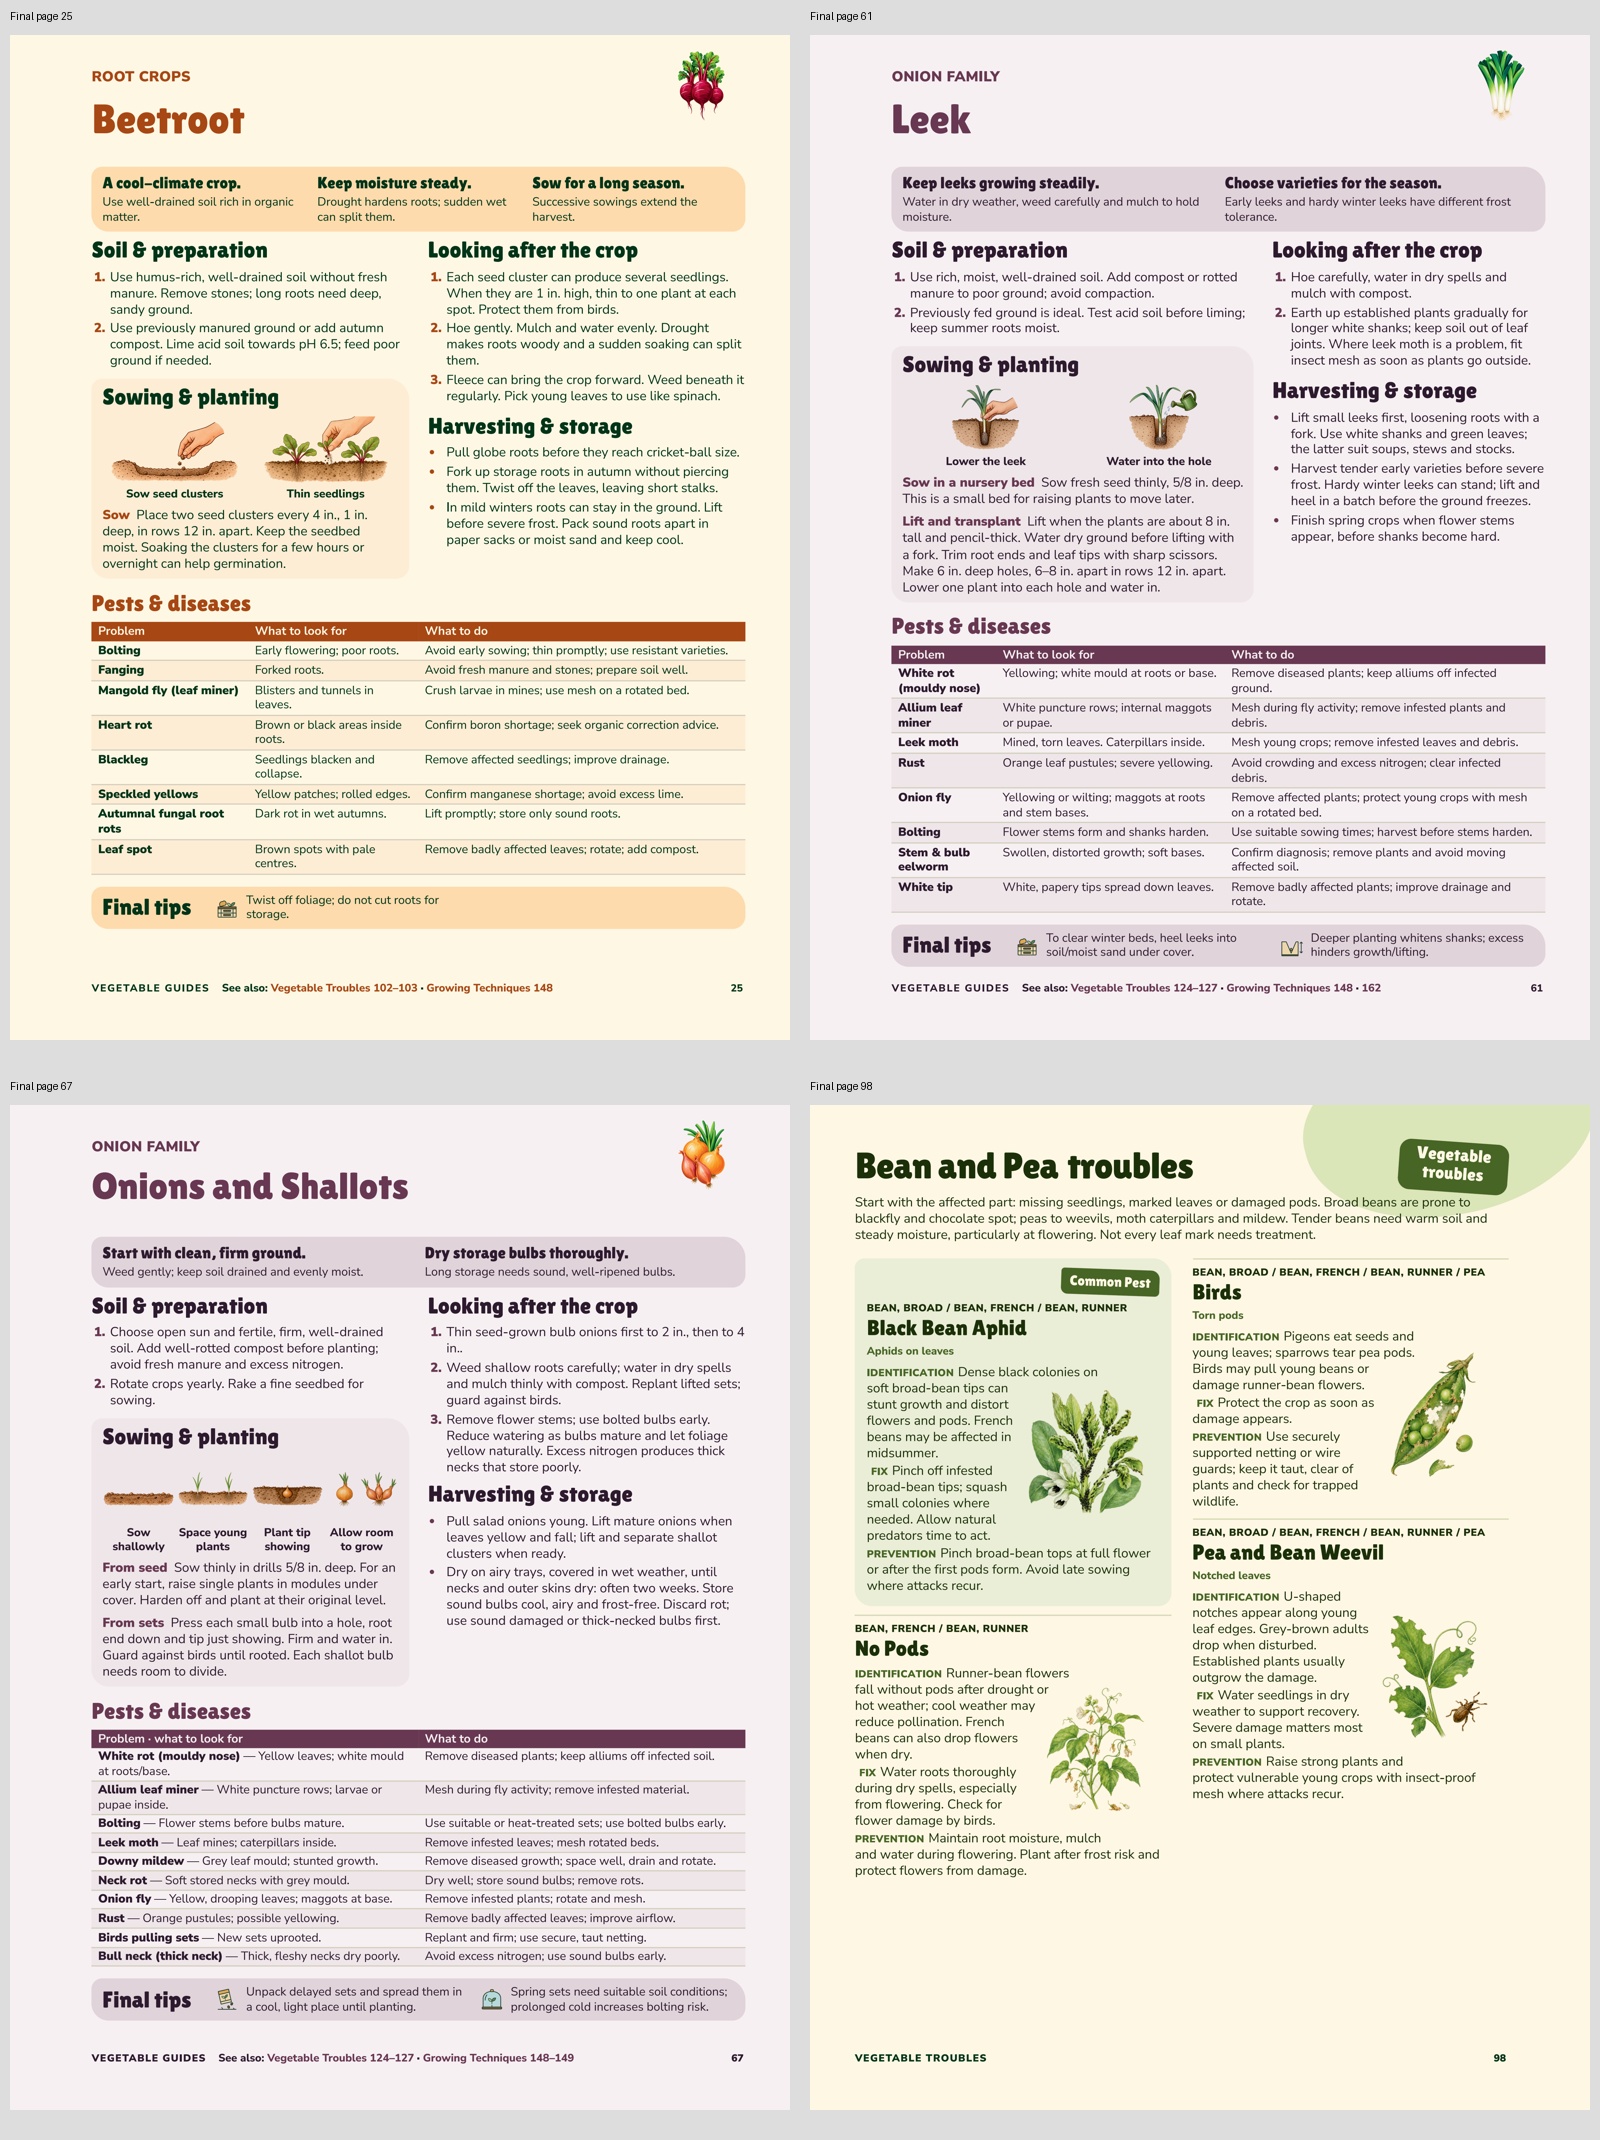 Final page 25
ROOT CROPS
Beetroot
A cool-climate crop.
Use well-drained soil rich in organic
matter.
Keep moisture steady.
Drought hardens roots; sudden wet
can split them.
Sow for a long season.
Successive sowings extend the
harvest.
Soil & preparation
1. Use humus-rich, well-drained soil without fresh
manure. Remove stones; long roots need deep,
sandy ground.
2. Use previously manured ground or add autumn
compost. Lime acid soil towards pH 6.5; feed poor
ground if needed.
Sowing & planting
Sow seed clusters
Thin seedlings
Sow Place two seed clusters every 4 in., 1 in.
deep, in rows 12 in. apart. Keep the seedbed
moist. Soaking the clusters for a few hours or
overnight can help germination.
Looking after the crop
1. Each seed cluster can produce several seedlings.
When they are 1 in. high, thin to one plant at each
spot. Protect them from birds.
2. Hoe gently. Mulch and water evenly. Drought
makes roots woody and a sudden soaking can split
them.
3. Fleece can bring the crop forward. Weed beneath it
regularly. Pick young leaves to use like spinach.
Harvesting & storage
• Pull globe roots before they reach cricket-ball size.
• Fork up storage roots in autumn without piercing
them. Twist off the leaves, leaving short stalks.
• In mild winters roots can stay in the ground. Lift
before severe frost. Pack sound roots apart in
paper sacks or moist sand and keep cool.
Pests & diseases
Problem What to look for What to do
Bolting Early flowering; poor roots. Avoid early sowing; thin promptly; use resistant varieties.
Fanging Forked roots. Avoid fresh manure and stones; prepare soil well.
Mangold fly (leaf miner) Blisters and tunnels in Crush larvae in mines; use mesh on a rotated bed.
leaves.
Heart rot Brown or black areas inside Confirm boron shortage; seek organic correction advice.
roots.
Blackleg Seedlings blacken and Remove affected seedlings; improve drainage.
collapse.
Speckled yellows Yellow patches; rolled edges. Confirm manganese shortage; avoid excess lime.
Autumnal fungal root Dark rot in wet autumns. Lift promptly; store only sound roots.
rots
Leaf spot Brown spots with pale Remove badly affected leaves; rotate; add compost.
centres.
Final tips
Twist off foliage; do not cut roots for
storage.
VEGETABLE GUIDES See also: Vegetable Troubles 102–103 · Growing Techniques 148 25
Final page 61
ONION FAMILY
Leek
Keep leeks growing steadily.
Water in dry weather, weed carefully and mulch to hold
moisture.
Choose varieties for the season.
Early leeks and hardy winter leeks have different frost
tolerance.
Soil & preparation
1. Use rich, moist, well-drained soil. Add compost or rotted
manure to poor ground; avoid compaction.
2. Previously fed ground is ideal. Test acid soil before liming;
keep summer roots moist.
Sowing & planting
Lower the leek
Water into the hole
Sow in a nursery bed Sow fresh seed thinly, 5/8 in. deep.
This is a small bed for raising plants to move later.
Lift and transplant Lift when the plants are about 8 in.
tall and pencil-thick. Water dry ground before lifting with
a fork. Trim root ends and leaf tips with sharp scissors.
Make 6 in. deep holes, 6–8 in. apart in rows 12 in. apart.
Lower one plant into each hole and water in.
Looking after the crop
1. Hoe carefully, water in dry spells and
mulch with compost.
2. Earth up established plants gradually for
longer white shanks; keep soil out of leaf
joints. Where leek moth is a problem, fit
insect mesh as soon as plants go outside.
Harvesting & storage
• Lift small leeks first, loosening roots with a
fork. Use white shanks and green leaves;
the latter suit soups, stews and stocks.
• Harvest tender early varieties before severe
frost. Hardy winter leeks can stand; lift and
heel in a batch before the ground freezes.
• Finish spring crops when flower stems
appear, before shanks become hard.
Pests & diseases
Problem What to look for What to do
White rot Yellowing; white mould at roots or base. Remove diseased plants; keep alliums off infected
(mouldy nose) ground.
Allium leaf White puncture rows; internal maggots Mesh during fly activity; remove infested plants and
miner or pupae. debris.
Leek moth Mined, torn leaves. Caterpillars inside. Mesh young crops; remove infested leaves and debris.
Rust Orange leaf pustules; severe yellowing. Avoid crowding and excess nitrogen; clear infected
debris.
Onion fly Yellowing or wilting; maggots at roots Remove affected plants; protect young crops with mesh
and stem bases. on a rotated bed.
Bolting Flower stems form and shanks harden. Use suitable sowing times; harvest before stems harden.
Stem & bulb Swollen, distorted growth; soft bases. Confirm diagnosis; remove plants and avoid moving
eelworm affected soil.
White tip White, papery tips spread down leaves. Remove badly affected plants; improve drainage and
rotate.
Final tips
To clear winter beds, heel leeks into
soil/moist sand under cover.
Deeper planting whitens shanks; excess
hinders growth/lifting.
VEGETABLE GUIDES See also: Vegetable Troubles 124–127 · Growing Techniques 148 · 162 61
Final page 67
ONION FAMILY
Onions and Shallots
Start with clean, firm ground.
Weed gently; keep soil drained and evenly moist.
Dry storage bulbs thoroughly.
Long storage needs sound, well-ripened bulbs.
Soil & preparation
1. Choose open sun and fertile, firm, well-drained
soil. Add well-rotted compost before planting;
avoid fresh manure and excess nitrogen.
2. Rotate crops yearly. Rake a fine seedbed for
sowing.
Sowing & planting
Sow
shallowly
Space young
plants
Plant tip
showing
Allow room
to grow
From seed Sow thinly in drills 5/8 in. deep. For an
early start, raise single plants in modules under
cover. Harden off and plant at their original level.
From sets Press each small bulb into a hole, root
end down and tip just showing. Firm and water in.
Guard against birds until rooted. Each shallot bulb
needs room to divide.
Looking after the crop
1. Thin seed-grown bulb onions first to 2 in., then to 4
in..
2. Weed shallow roots carefully; water in dry spells
and mulch thinly with compost. Replant lifted sets;
guard against birds.
3. Remove flower stems; use bolted bulbs early.
Reduce watering as bulbs mature and let foliage
yellow naturally. Excess nitrogen produces thick
necks that store poorly.
Harvesting & storage
• Pull salad onions young. Lift mature onions when
leaves yellow and fall; lift and separate shallot
clusters when ready.
• Dry on airy trays, covered in wet weather, until
necks and outer skins dry: often two weeks. Store
sound bulbs cool, airy and frost-free. Discard rot;
use sound damaged or thick-necked bulbs first.
Pests & diseases
Problem · what to look for What to do
White rot (mouldy nose) — Yellow leaves; white mould Remove diseased plants; keep alliums off infected soil.
at roots/base.
Allium leaf miner — White puncture rows; larvae or Mesh during fly activity; remove infested material.
pupae inside.
Bolting — Flower stems before bulbs mature. Use suitable or heat-treated sets; use bolted bulbs early.
Leek moth — Leaf mines; caterpillars inside. Remove infested leaves; mesh rotated beds.
Downy mildew — Grey leaf mould; stunted growth. Remove diseased growth; space well, drain and rotate.
Neck rot — Soft stored necks with grey mould. Dry well; store sound bulbs; remove rots.
Onion fly — Yellow, drooping leaves; maggots at base. Remove infested plants; rotate and mesh.
Rust — Orange pustules; possible yellowing. Remove badly affected leaves; improve airflow.
Birds pulling sets — New sets uprooted. Replant and firm; use secure, taut netting.
Bull neck (thick neck) — Thick, fleshy necks dry poorly. Avoid excess nitrogen; use sound bulbs early.
Final tips
Unpack delayed sets and spread them in
a cool, light place until planting.
Spring sets need suitable soil conditions;
prolonged cold increases bolting risk.
VEGETABLE GUIDES See also: Vegetable Troubles 124–127 · Growing Techniques 148–149 67
Final page 98
Vegetable
troubles
Bean and Pea troubles
Start with the affected part: missing seedlings, marked leaves or damaged pods. Broad beans are prone to
blackfly and chocolate spot; peas to weevils, moth caterpillars and mildew. Tender beans need warm soil and
steady moisture, particularly at flowering. Not every leaf mark needs treatment.
Common Pest
BEAN, BROAD / BEAN, FRENCH / BEAN, RUNNER
Black Bean Aphid
Aphids on leaves
IDENTIFICATION Dense black colonies on
soft broad-bean tips can
stunt growth and distort
flowers and pods. French
beans may be affected in
midsummer.
FIX Pinch off infested
broad-bean tips; squash
small colonies where
needed. Allow natural
predators time to act.
PREVENTION Pinch broad-bean tops at full flower
or after the first pods form. Avoid late sowing
where attacks recur.
BEAN, FRENCH / BEAN, RUNNER
No Pods
IDENTIFICATION Runner-bean flowers
fall without pods after drought or
hot weather; cool weather may
reduce pollination. French
beans can also drop flowers
when dry.
FIX Water roots thoroughly
during dry spells, especially
from flowering. Check for
flower damage by birds.
PREVENTION Maintain root moisture, mulch
and water during flowering. Plant after frost risk and
protect flowers from damage.
BEAN, BROAD / BEAN, FRENCH / BEAN, RUNNER / PEA
Birds
Torn pods
IDENTIFICATION Pigeons eat seeds and
young leaves; sparrows tear pea pods.
Birds may pull young beans or
damage runner-bean flowers.
FIX Protect the crop as soon as
damage appears.
PREVENTION Use securely
supported netting or wire
guards; keep it taut, clear of
plants and check for trapped
wildlife.
BEAN, BROAD / BEAN, FRENCH / BEAN, RUNNER / PEA
Pea and Bean Weevil
Notched leaves
IDENTIFICATION U-shaped
notches appear along young
leaf edges. Grey-brown adults
drop when disturbed.
Established plants usually
outgrow the damage.
FIX Water seedlings in dry
weather to support recovery.
Severe damage matters most
on small plants.
PREVENTION Raise strong plants and
protect vulnerable young crops with insect-proof
mesh where attacks recur.
VEGETABLE TROUBLES 98